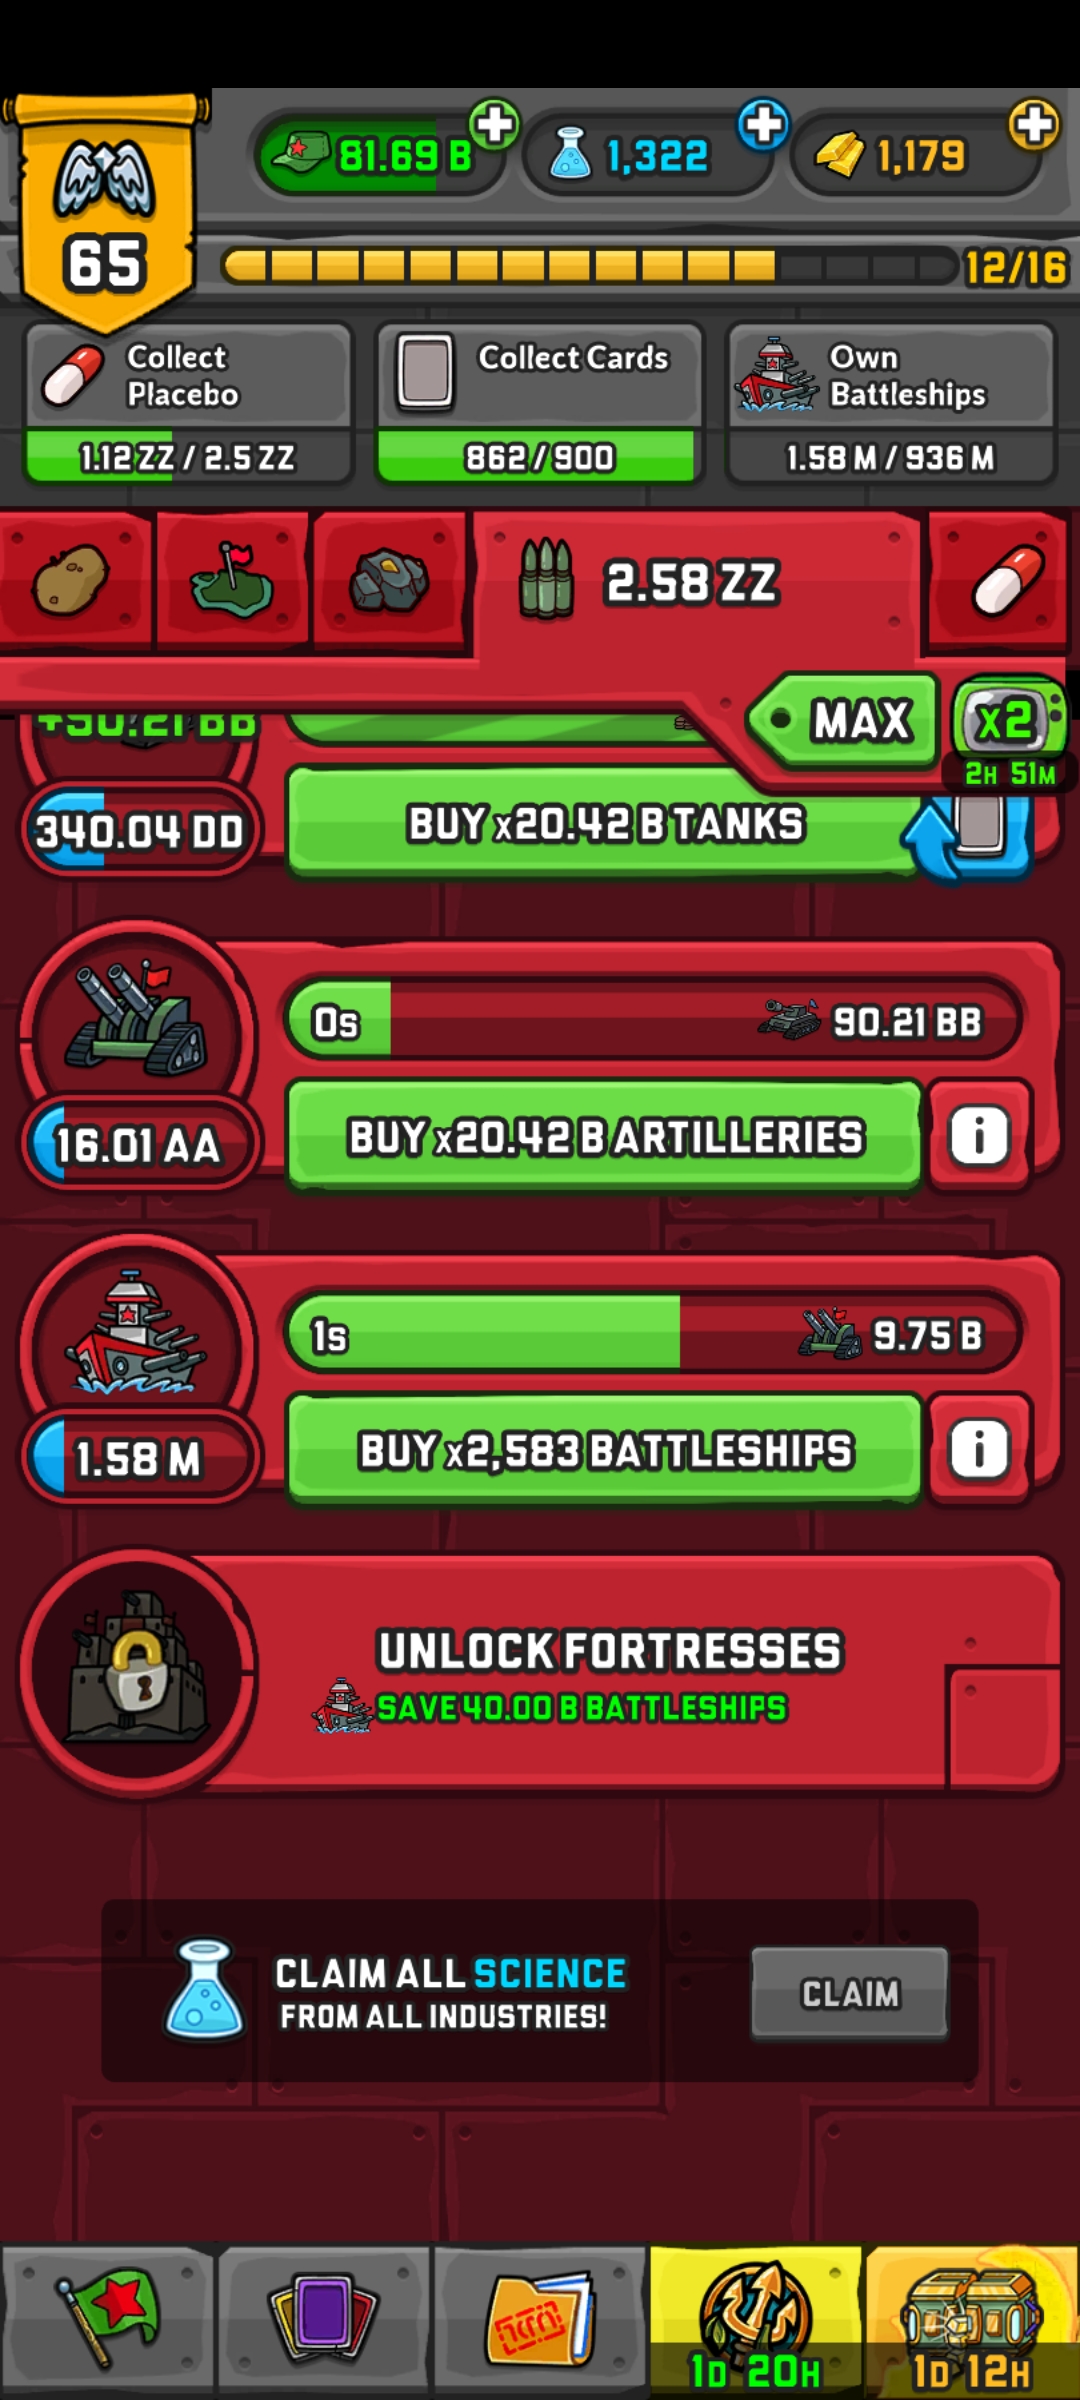 81.69 B
1,322
1,179
65
12/16
Collect
Placebo
1.12 ZZ / 2.5 ZZ
Collect Cards
862/900
Own
Battleships
1.58 M / 936 M
2.58 ZZ
MAX
x2
2H 51M
+90.21 BB
340.04 DD
BUY x20.42 B TANKS
0s
90.21 BB
16.01 AA
BUY x20.42 B ARTILLERIES
i
1s
9.75 B
1.58 M
BUY x2,583 BATTLESHIPS
i
UNLOCK FORTRESSES
SAVE 40.00 B BATTLESHIPS
CLAIM ALL SCIENCE
FROM ALL INDUSTRIES!
CLAIM
1D 20H
1D 12H